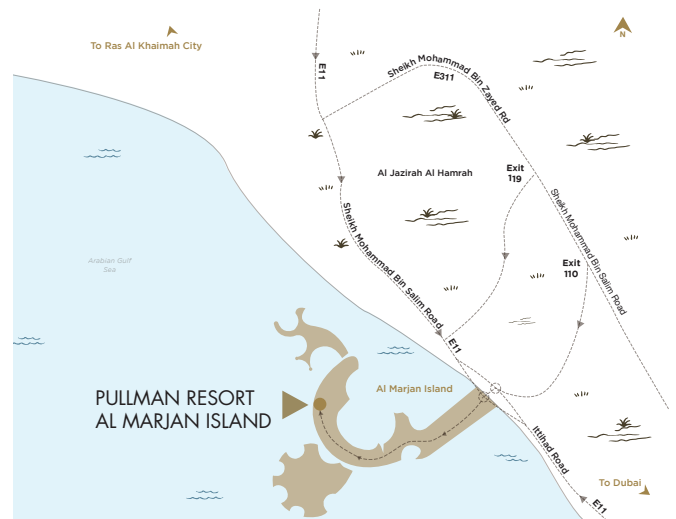 N
To Ras Al Khaimah City
E11
Sheikh Mohammad Bin Zayed Rd
E311
Al Jazirah Al Hamrah
Exit
119
Sheikh Mohammad Bin Salim Road
Sheikh Mohammad Bin Salim Road
Arabian Gulf
Sea
Exit
110
E11
Al Marjan Island
PULLMAN RESORT
AL MARJAN ISLAND
Ittihad Road
To Dubai
E11